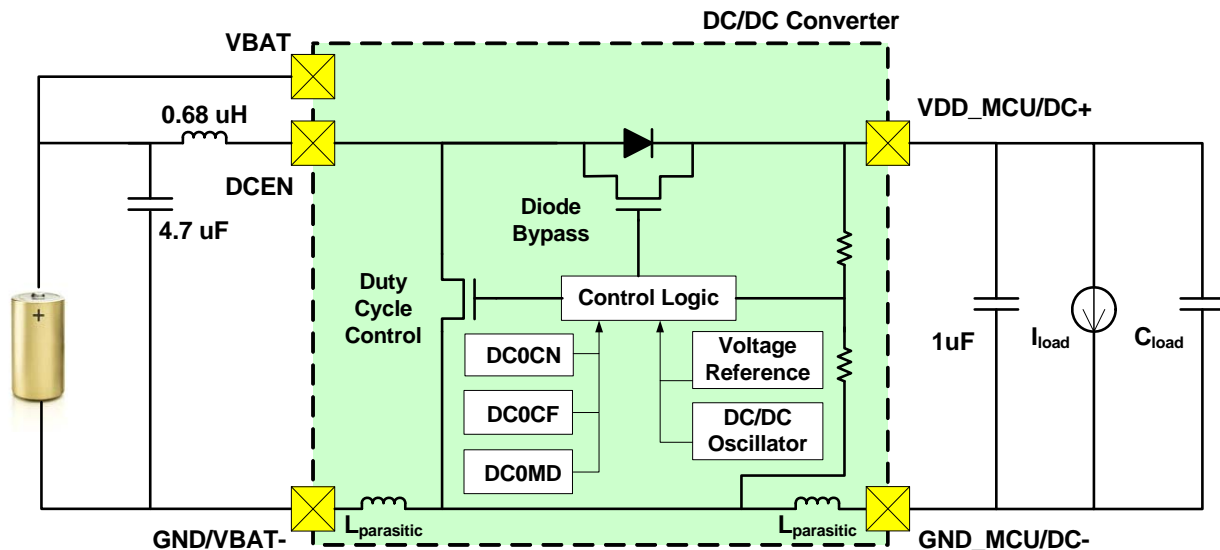 DC/DC Converter
VBAT
0.68 uH
DCEN
4.7 uF
+
VDD_MCU/DC+
Diode
Bypass
Duty
Cycle
Control
Control Logic
DC0CN
DC0CF
DC0MD
Voltage
Reference
DC/DC
Oscillator
1uF
Iload
Cload
Lparasitic
Lparasitic
GND/VBAT-
GND_MCU/DC-